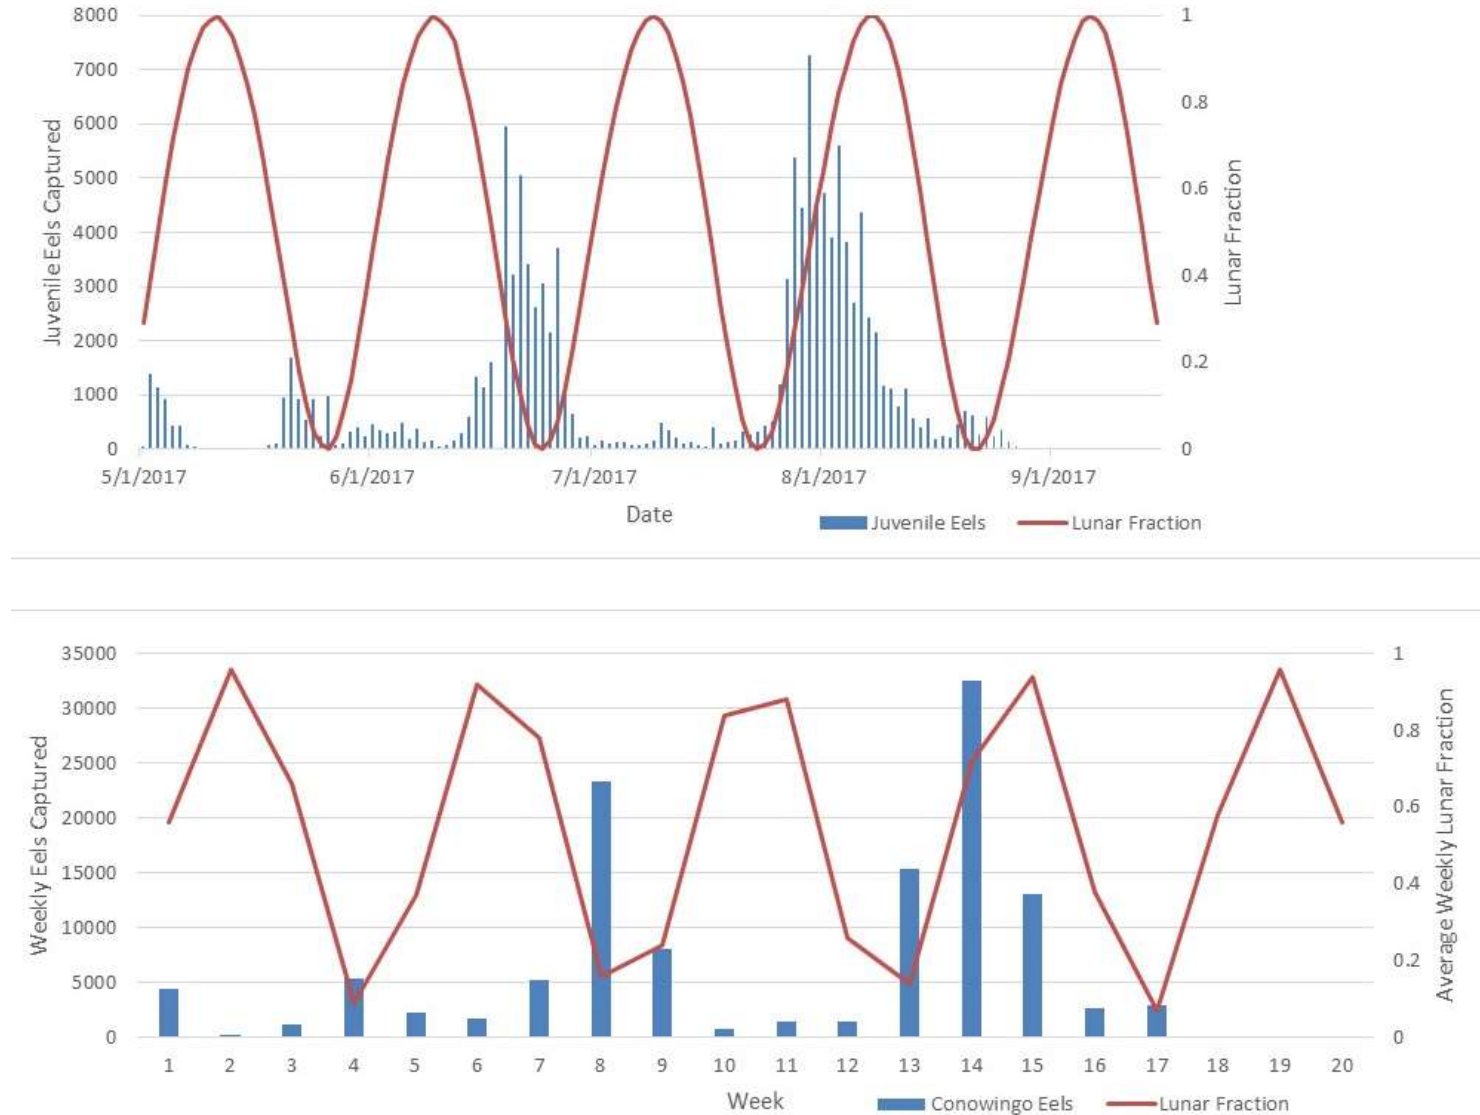 8000
7000
6000
5000
4000
3000
2000
1000
0
Juvenile Eels Captured
1
0.8
0.6
0.4
0.2
0
Lunar Fraction
5/1/2017 6/1/2017 7/1/2017 8/1/2017 9/1/2017
Date
Juvenile Eels Lunar Fraction
35000
30000
25000
20000
15000
10000
5000
0
Weekly Eels Captured
1
0.8
0.6
0.4
0.2
0
Average Weekly Lunar Fraction
1 2 3 4 5 6 7 8 9 10 11 12 13 14 15 16 17 18 19 20
Week
Conowingo Eels Lunar Fraction